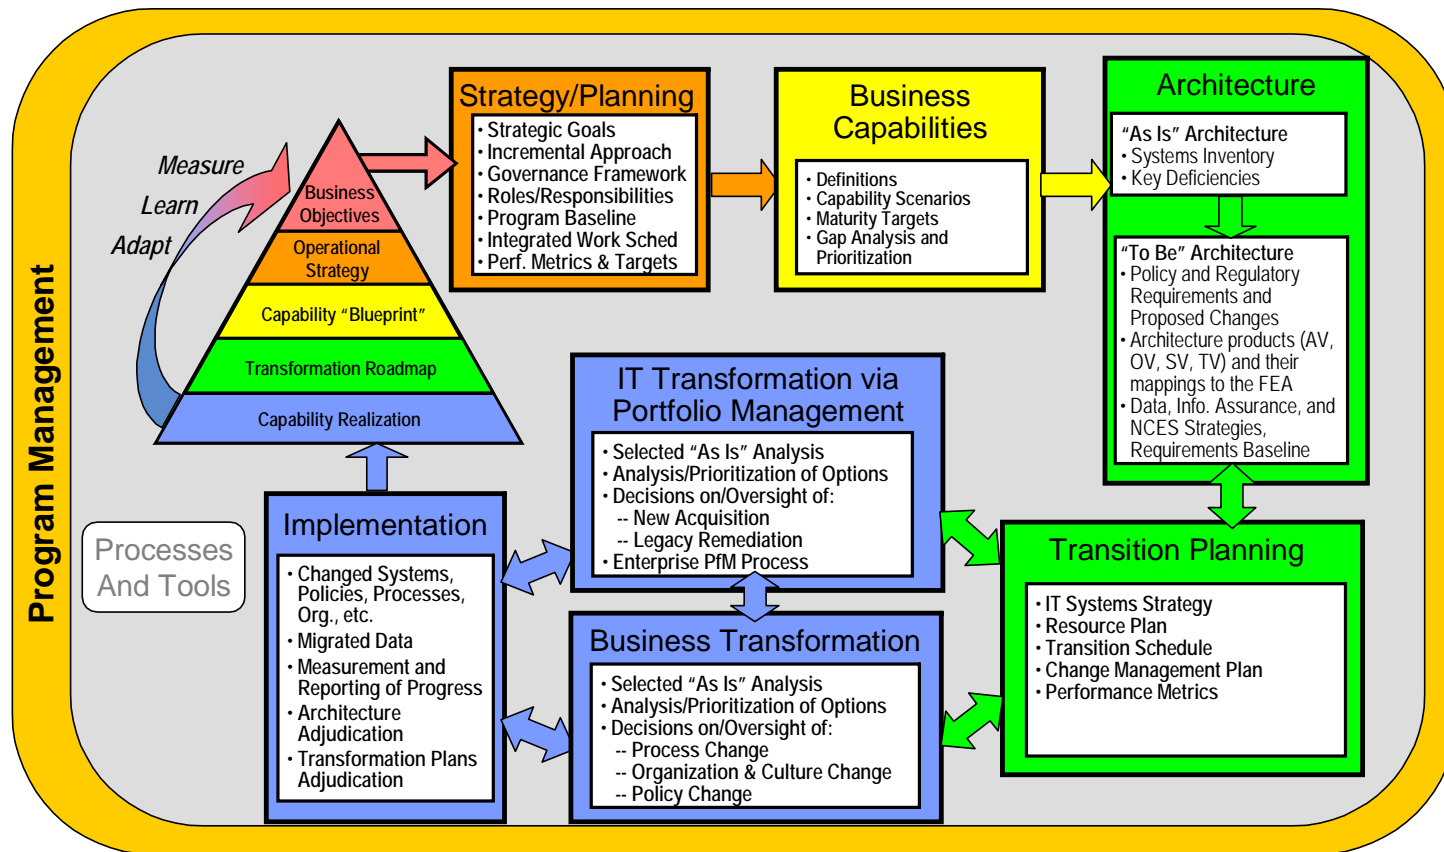 Program Management
Processes
And Tools
Measure
Learn
Adapt
Business
Objectives
Operational
Strategy
Capability “Blueprint”
Transformation Roadmap
Capability Realization
Strategy/Planning
• Strategic Goals
• Incremental Approach
• Governance Framework
• Roles/Responsibilities
• Program Baseline
• Integrated Work Sched
• Perf. Metrics & Targets
Business
Capabilities
• Definitions
• Capability Scenarios
• Maturity Targets
• Gap Analysis and
Prioritization
Architecture
“As Is” Architecture
• Systems Inventory
• Key Deficiencies
“To Be” Architecture
• Policy and Regulatory
Requirements and
Proposed Changes
• Architecture products (AV,
OV, SV, TV) and their
mappings to the FEA
• Data, Info. Assurance, and
NCES Strategies,
Requirements Baseline
Transition Planning
• IT Systems Strategy
• Resource Plan
• Transition Schedule
• Change Management Plan
• Performance Metrics
IT Transformation via
Portfolio Management
• Selected “As Is” Analysis
• Analysis/Prioritization of Options
• Decisions on/Oversight of:
-- New Acquisition
-- Legacy Remediation
• Enterprise PfM Process
Business Transformation
• Selected “As Is” Analysis
• Analysis/Prioritization of Options
• Decisions on/Oversight of:
-- Process Change
-- Organization & Culture Change
-- Policy Change
Implementation
• Changed Systems,
Policies, Processes,
Org., etc.
• Migrated Data
• Measurement and
Reporting of Progress
• Architecture
Adjudication
• Transformation Plans
Adjudication